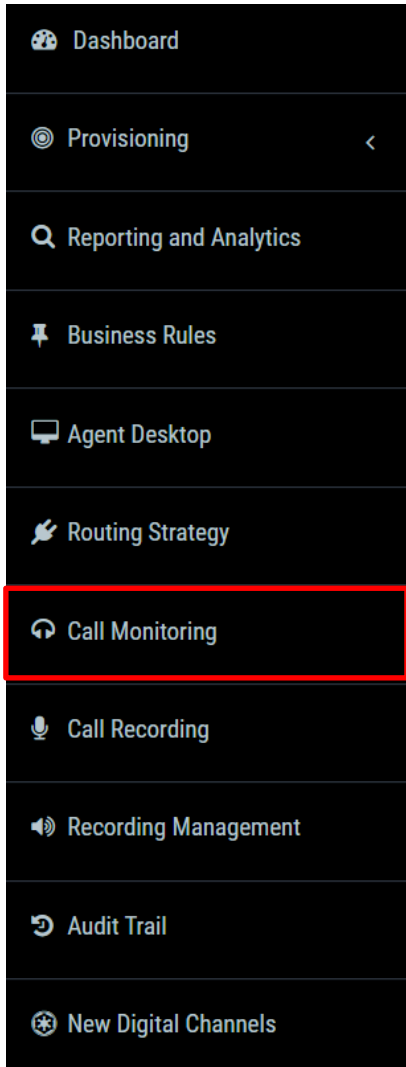 Dashboard
Provisioning
Reporting and Analytics
Business Rules
Agent Desktop
Routing Strategy
Call Monitoring
Call Recording
Recording Management
Audit Trail
New Digital Channels